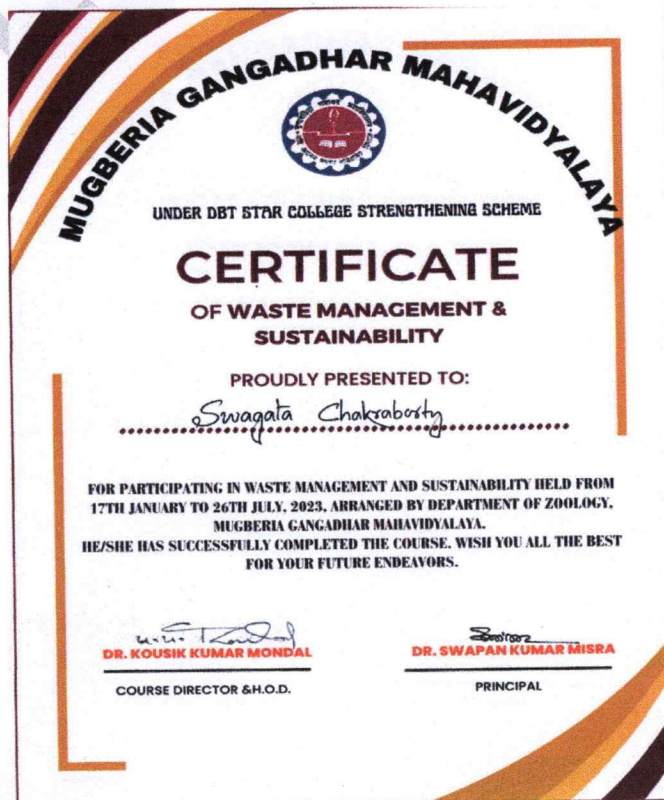 MUGBERIA GANGADHAR MAHAVIDYALAYA
UNDER DBT STAR COLLEGE STRENGTHENING SCHEME
CERTIFICATE
OF WASTE MANAGEMENT &
SUSTAINABILITY
PROUDLY PRESENTED TO:
Swagata Chakraborty
FOR PARTICIPATING IN WASTE MANAGEMENT AND SUSTAINABILITY HELD FROM
17TH JANUARY TO 26TH JULY, 2023, ARRANGED BY DEPARTMENT OF ZOOLOGY,
MUGBERIA GANGADHAR MAHAVIDYALAYA.
HE/SHE HAS SUCCESSFULLY COMPLETED THE COURSE. WISH YOU ALL THE BEST
FOR YOUR FUTURE ENDEAVORS.
DR. KOUSIK KUMAR MONDAL
COURSE DIRECTOR &H.O.D.
DR. SWAPAN KUMAR MISRA
PRINCIPAL